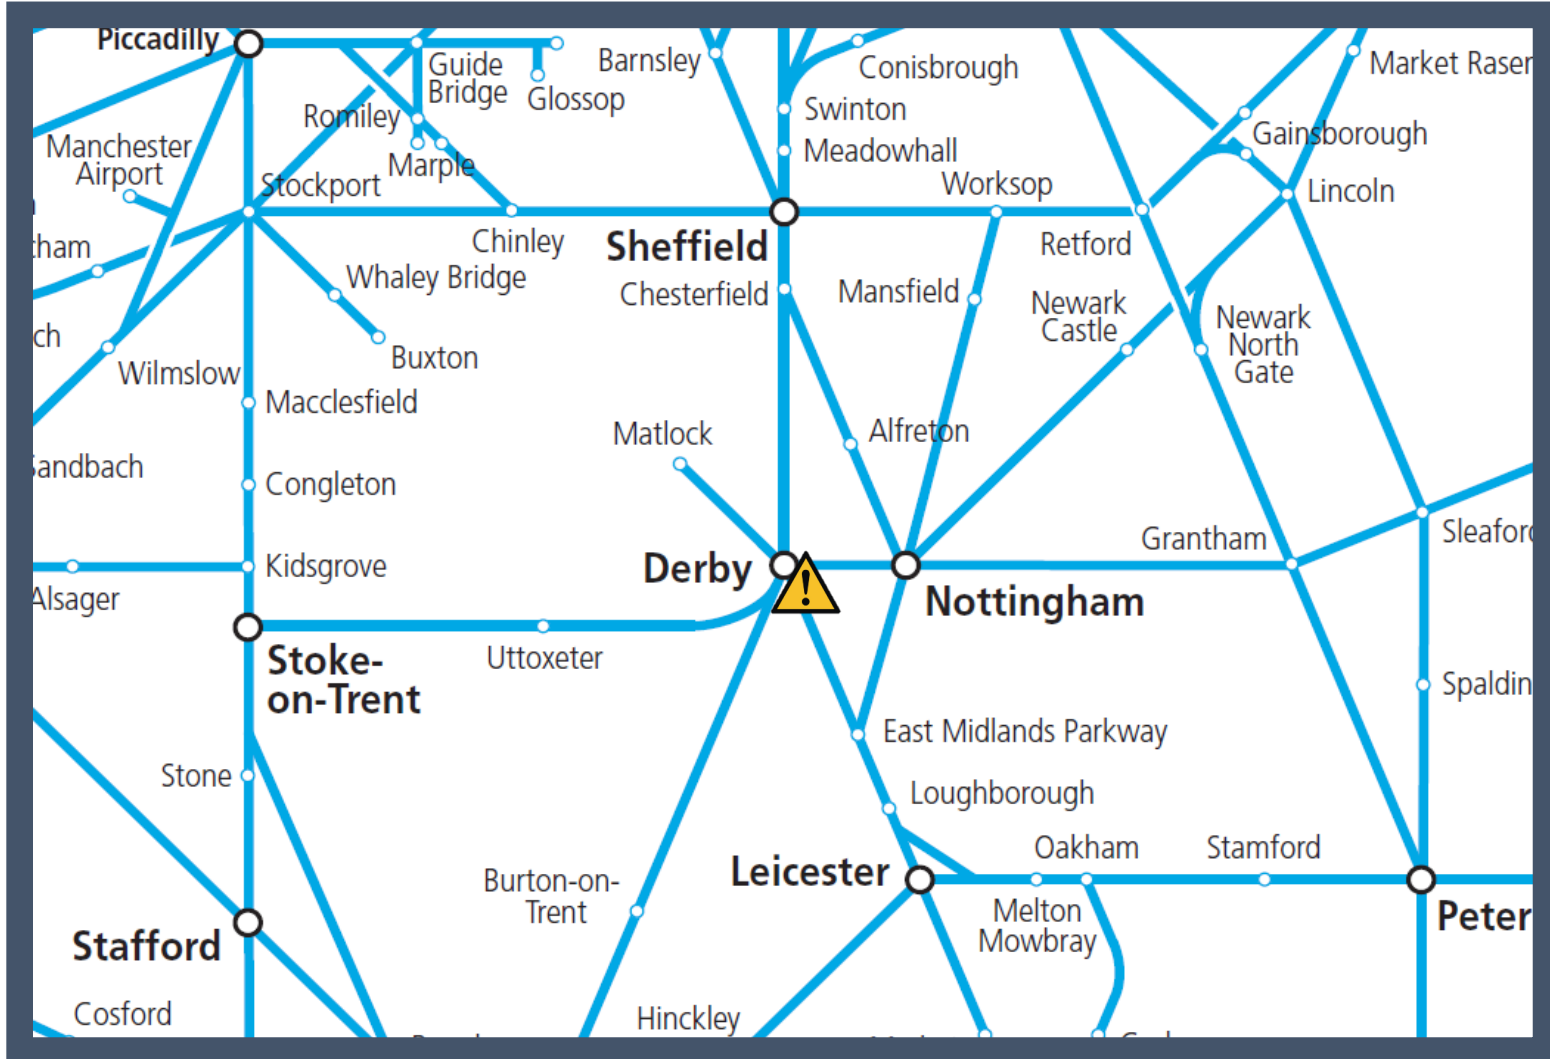 Piccadilly
Guide
Bridge
Glossop
Barnsley
Conisbrough
Market
Swinton
Romiley
Manchester
Airport
Marple
Meadowhall
Gainsborough
Stockport
Worksop
Lincoln
Chinley
Sheffield
Retford
Whaley Bridge
Chesterfield
Mansfield
Newark
Castle
Newark
North
Gate
Buxton
Wilmslow
Macclesfield
Matlock
Alfreton
Congleton
Grantham
Derby
!
Kidsgrove
Alsager
Nottingham
Stoke-
on-Trent
Uttoxeter
East Midlands Parkway
Stone
Loughborough
Oakham
Stamford
Leicester
Burton-on-
Trent
Melton
Mowbray
Stafford
Cosford
Hinckley